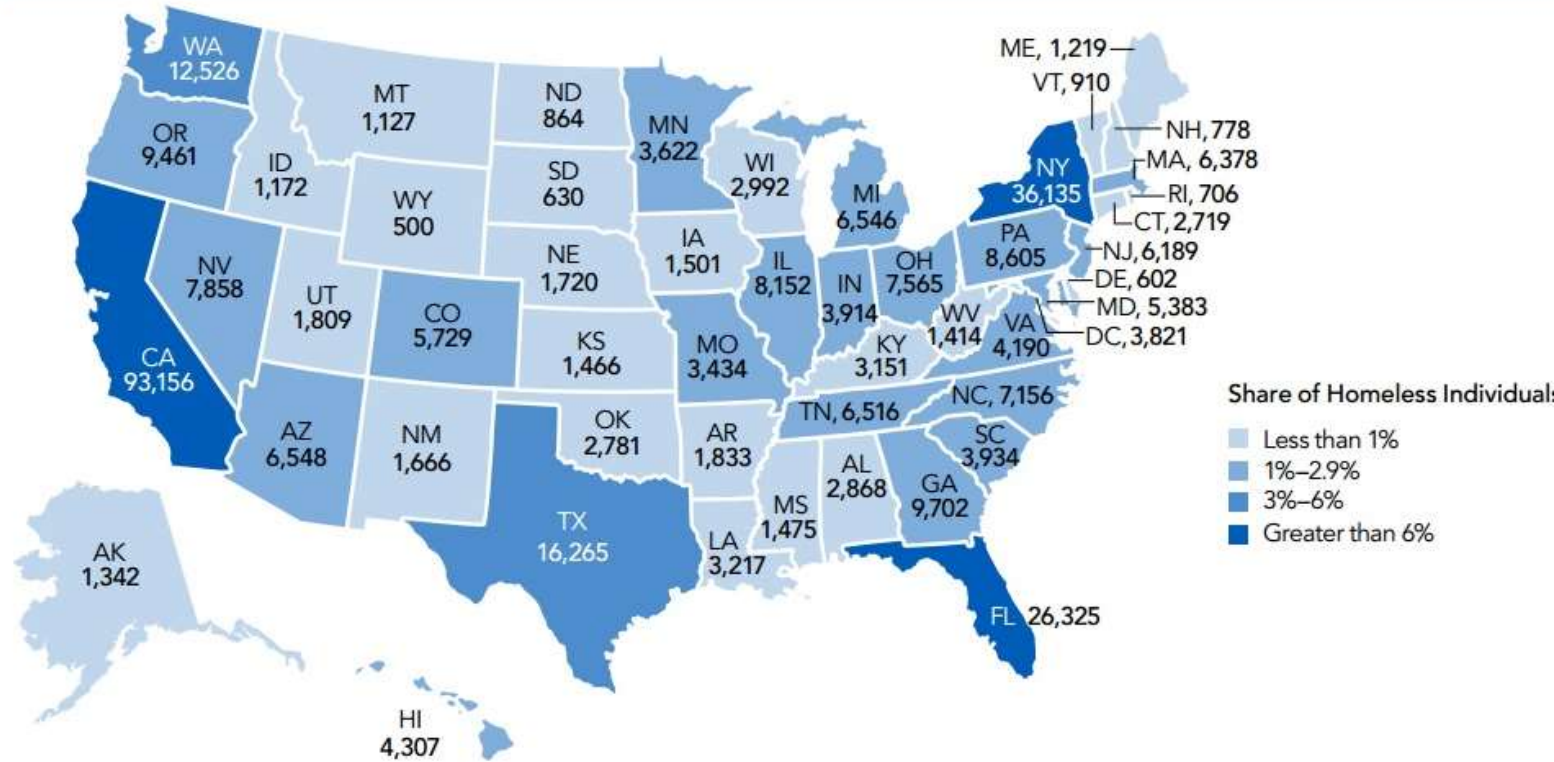 WA
12,526
MT
1,127
ND
864
MN
3,622
OR
9,461
ID
1,172
SD
630
WI
2,992
WY
500
MI
6,546
ME, 1,219
VT, 910
NH, 778
MA, 6,378
NY
36,135
RI, 706
CT, 2,719
NJ, 6,189
DE, 602
MD, 5,383
DC, 3,821
PA
8,605
NV
7,858
UT
1,809
CO
5,729
NE
1,720
IA
1,501
IL
8,152
IN
3,914
OH
7,565
WV
1,414
VA
4,190
CA
93,156
KS
1,466
MO
3,434
KY
3,151
AZ
6,548
NM
1,666
OK
2,781
AR
1,833
TN, 6,516
NC, 7,156
SC
3,934
TX
16,265
LA
3,217
MS
1,475
AL
2,868
GA
9,702
FL 26,325
AK
1,342
HI
4,307
Share of Homeless Individuals
Less than 1%
1%–2.9%
3%–6%
Greater than 6%